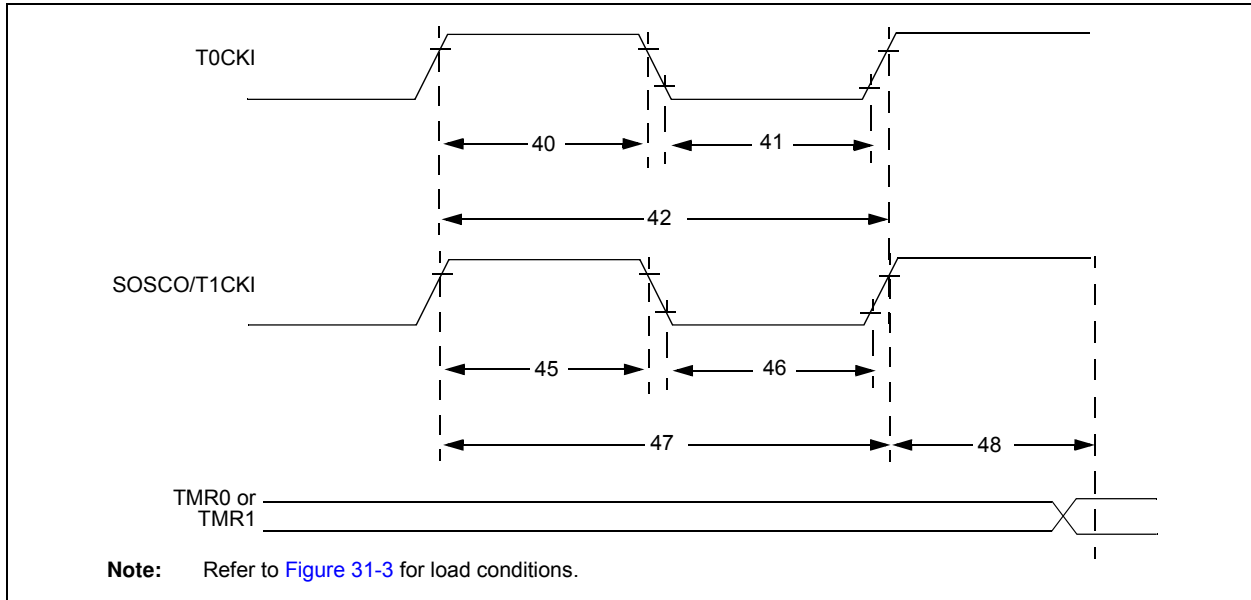 T0CKI
40
41
42
SOSCO/T1CKI
45
46
47
48
TMR0 or
TMR1
Note: Refer to Figure 31-3 for load conditions.